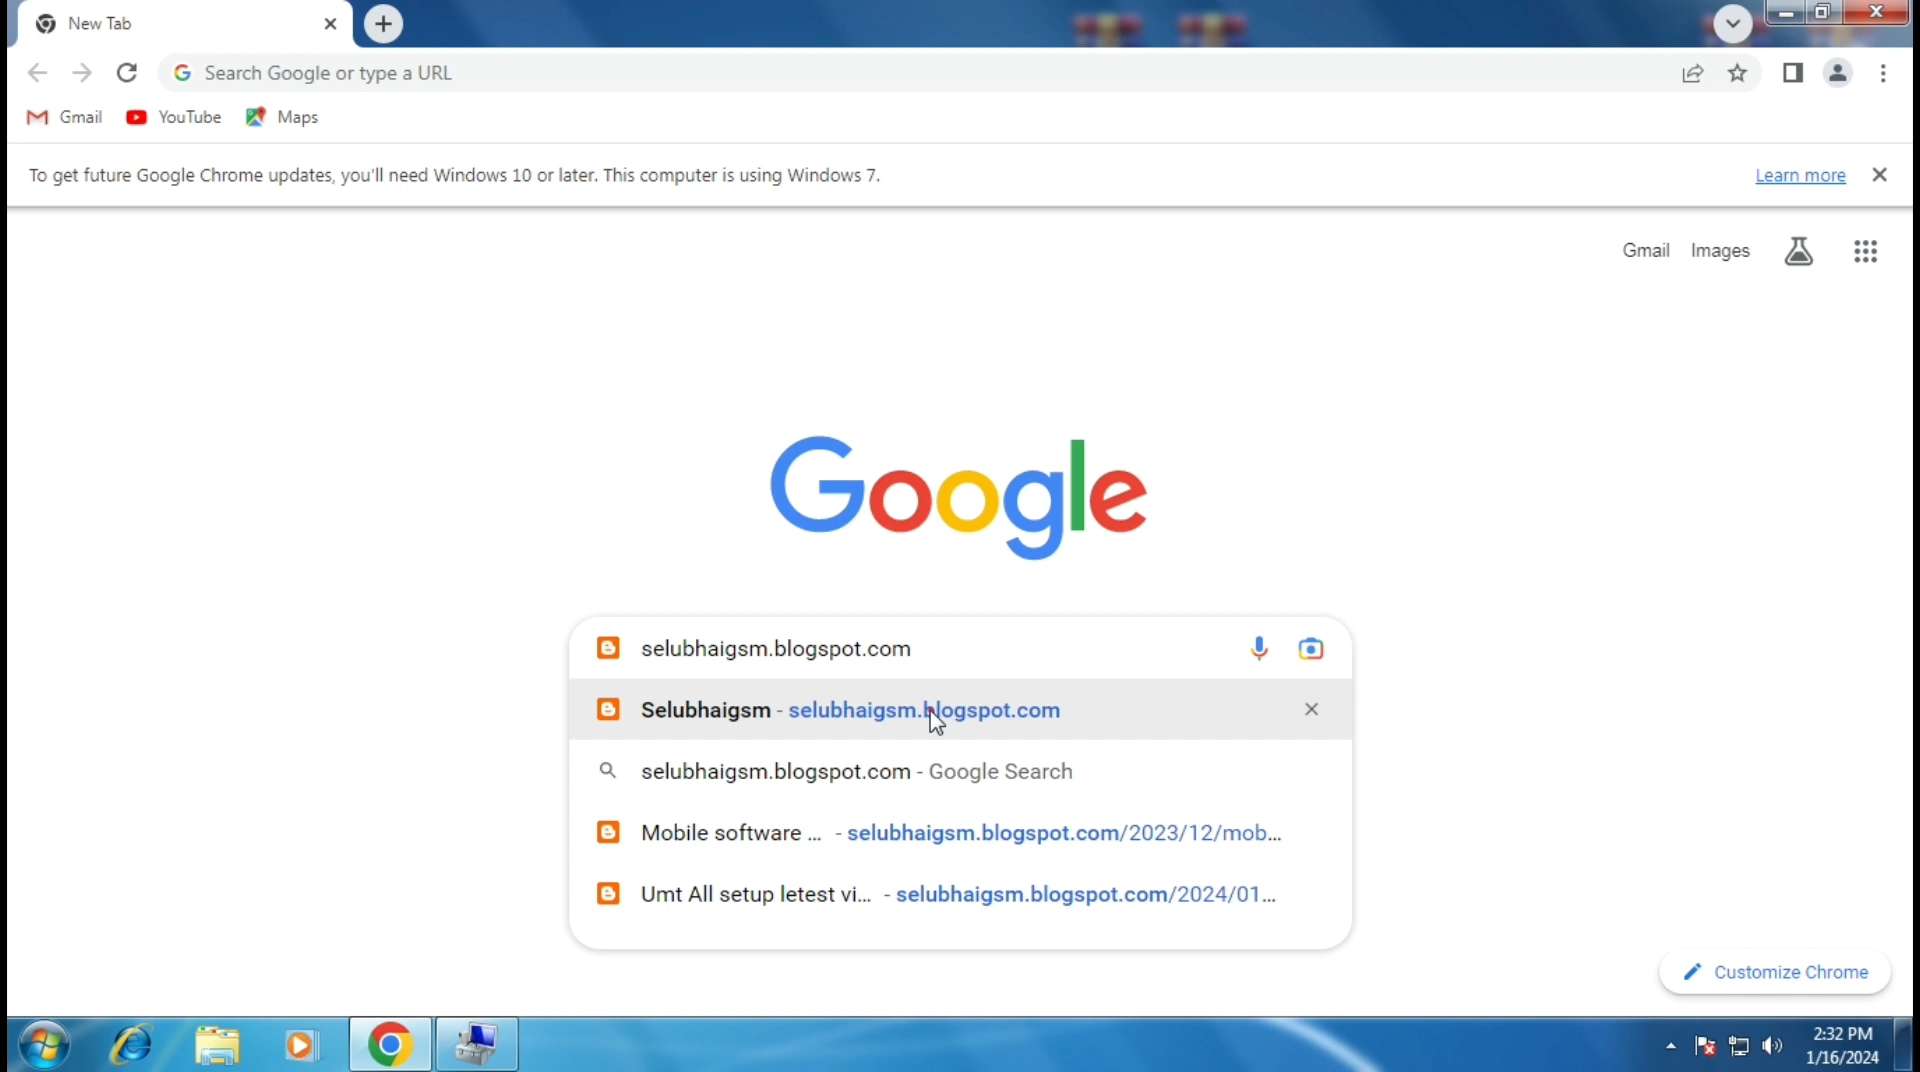 New Tab
Search Google or type a URL
Gmail YouTube Maps
To get future Google Chrome updates, you'll need Windows 10 or later. This computer is using Windows 7. Learn more
Gmail Images
Google
selubhaigsm.blogspot.com
Selubhaigsm - selubhaigsm.blogspot.com
selubhaigsm.blogspot.com - Google Search
Mobile software ... - selubhaigsm.blogspot.com/2023/12/mob...
Umt All setup letest vi... - selubhaigsm.blogspot.com/2024/01...
Customize Chrome
2:32 PM
1/16/2024